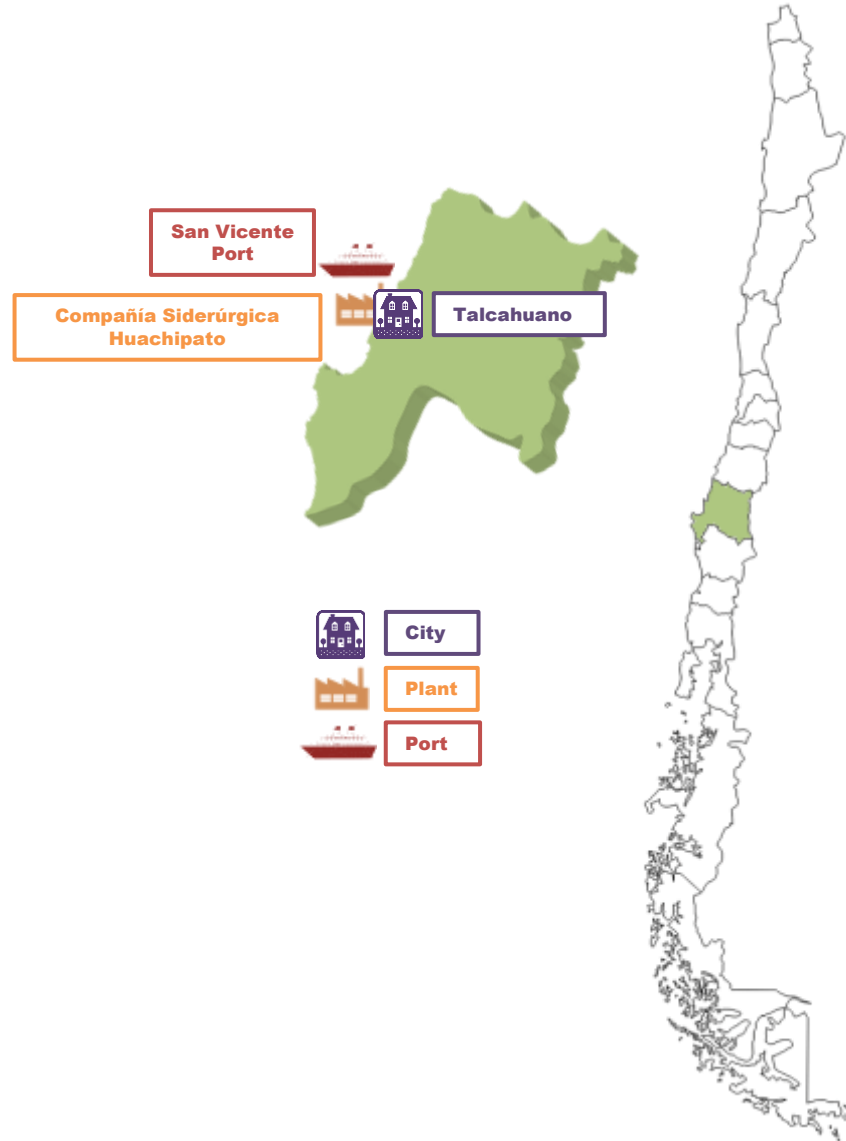 San Vicente
Port
Compañía Siderúrgica
Huachipato
Talcahuano
City
Plant
Port